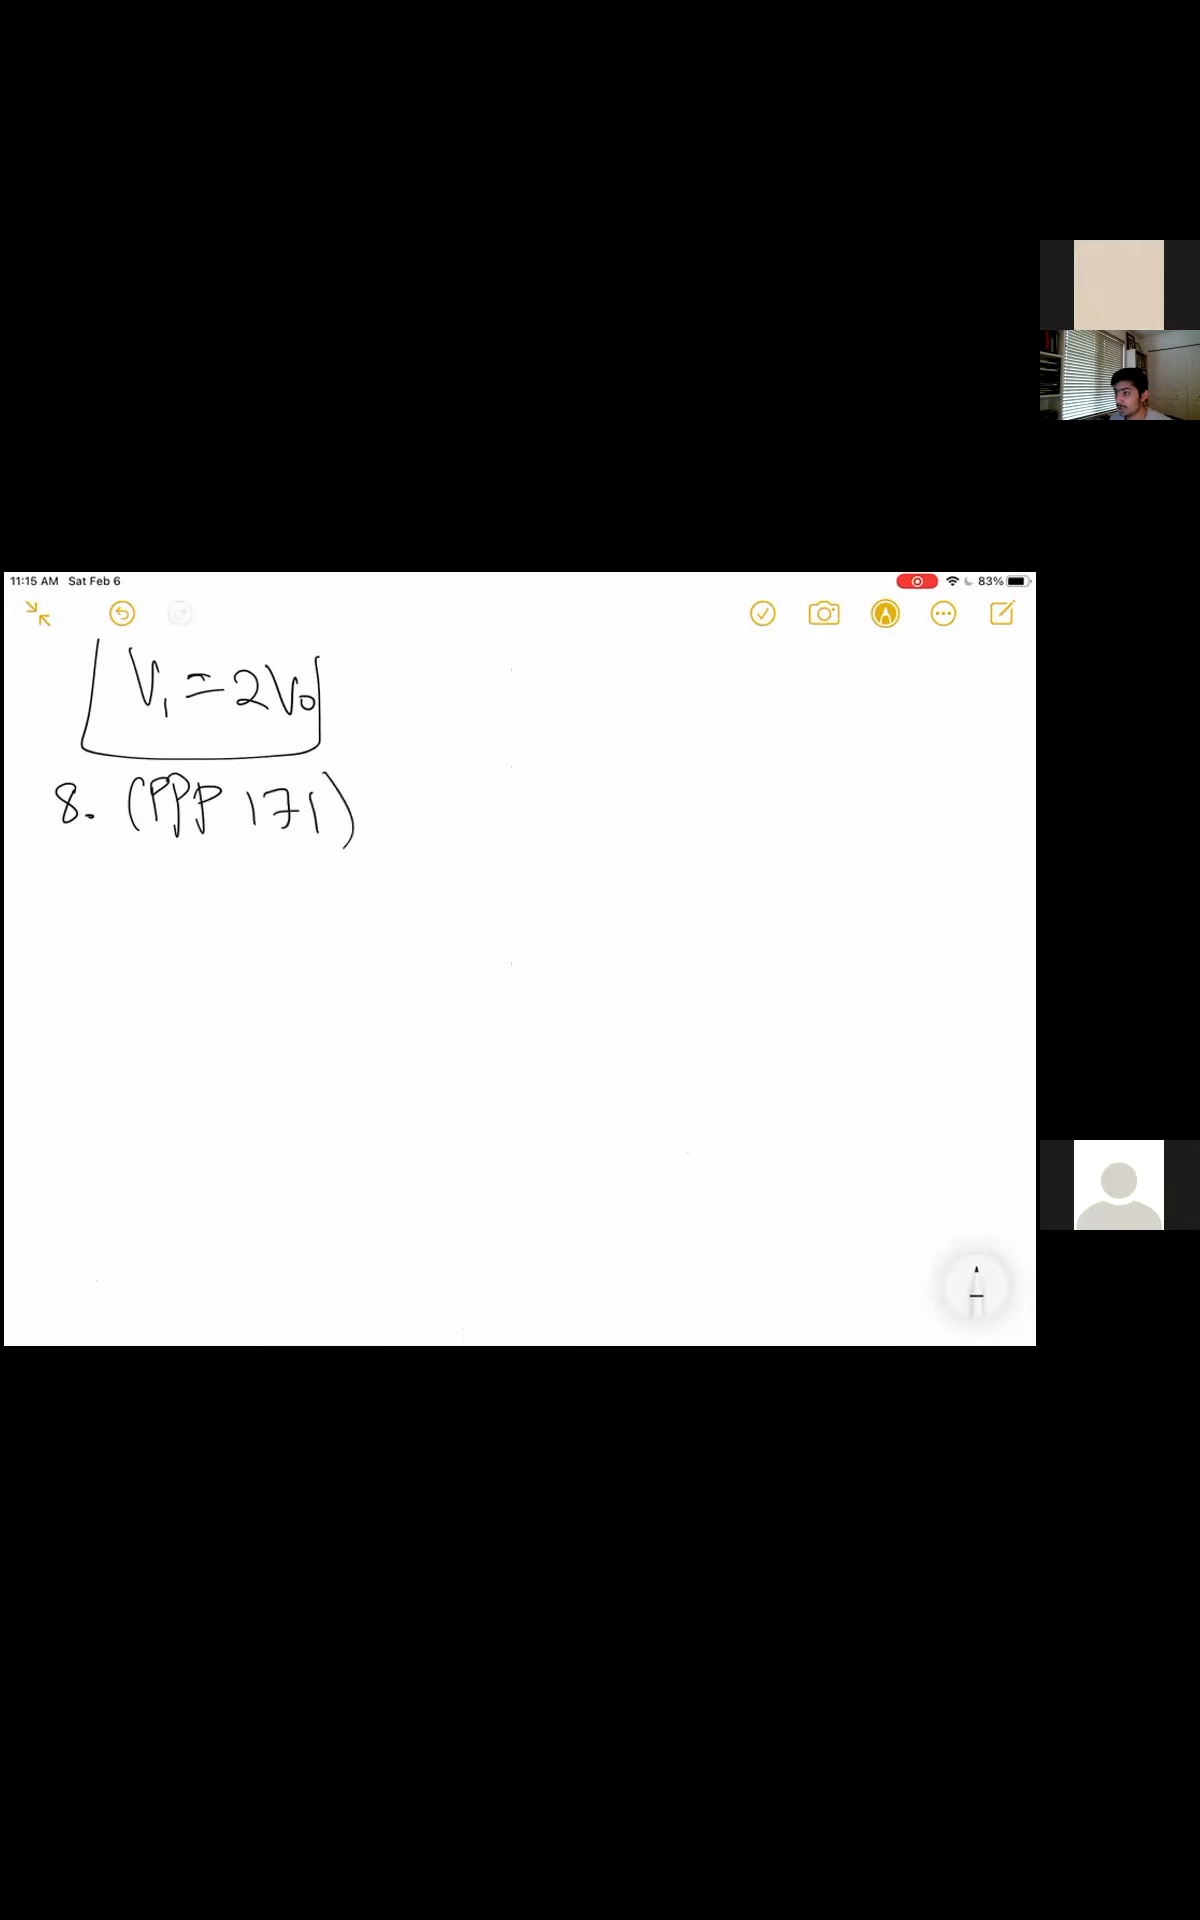 11:15 AM Sat Feb 6
83%
V₁ = 2V₀
8. (PPP 171)